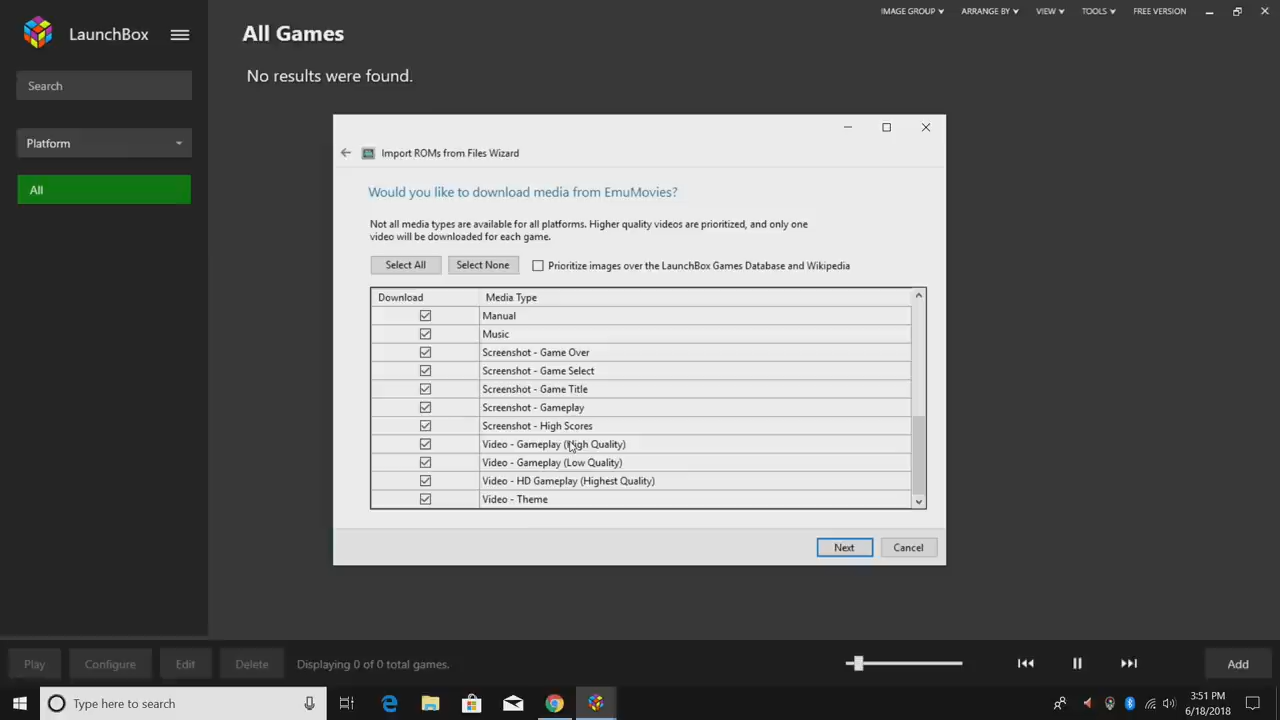 LaunchBox
Search
Platform
All
All Games
No results were found.
IMAGE GROUP
ARRANGE BY
VIEW
TOOLS
FREE VERSION
Import ROMs from Files Wizard
Would you like to download media from EmuMovies?
Not all media types are available for all platforms. Higher quality videos are prioritized, and only one
video will be downloaded for each game.
Select All
Select None
Prioritize images over the LaunchBox Games Database and Wikipedia
Download Media Type
Manual
Music
Screenshot - Game Over
Screenshot - Game Select
Screenshot - Game Title
Screenshot - Gameplay
Screenshot - High Scores
Video - Gameplay (High Quality)
Video - Gameplay (Low Quality)
Video - HD Gameplay (Highest Quality)
Video - Theme
Next
Cancel
Play
Configure
Edit
Delete
Displaying 0 of 0 total games.
Add
Type here to search
3:51 PM
6/18/2018